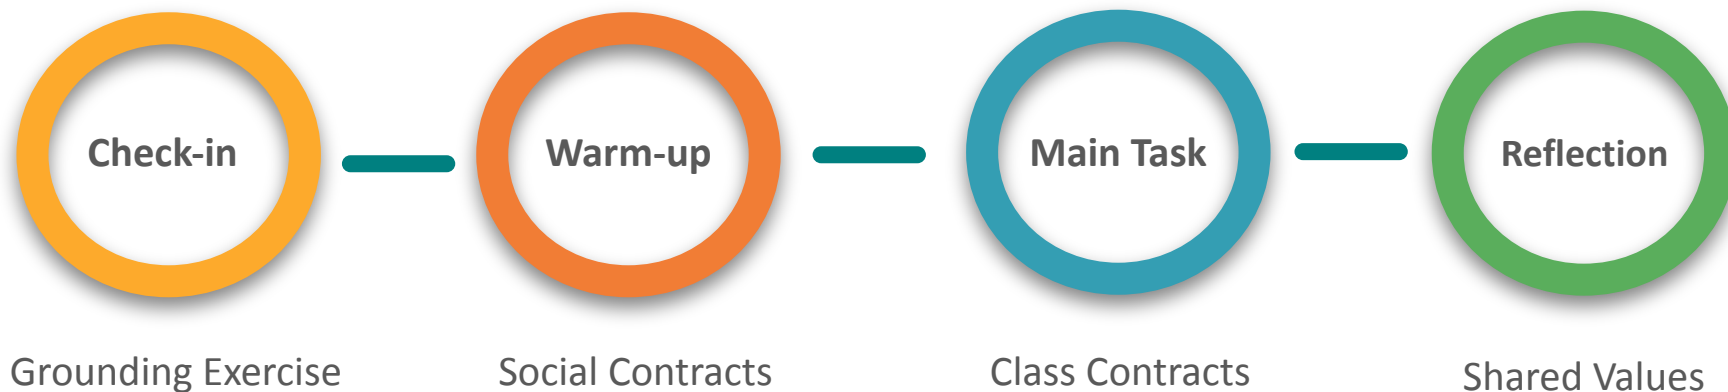 Check-in
Warm-up
Main Task
Reflection
Grounding Exercise
Social Contracts
Class Contracts
Shared Values